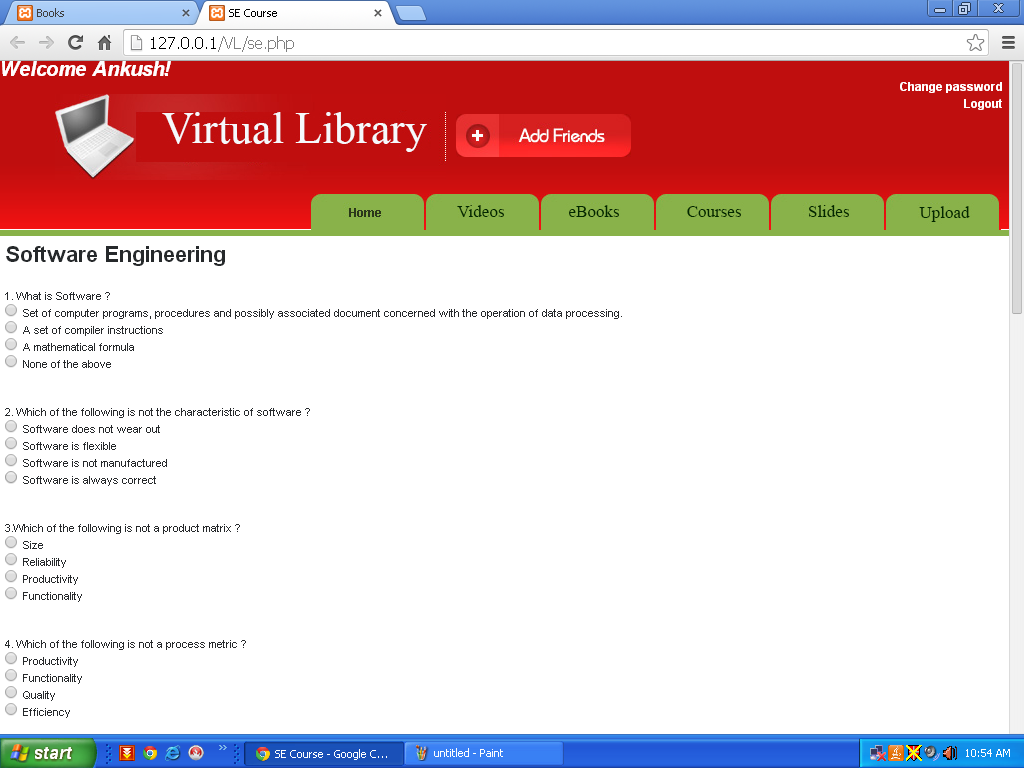 Books
SE Course
127.0.0.1/VL/se.php
Welcome Ankush!
Change password
Logout
Virtual Library
Add Friends
Home
Videos
eBooks
Courses
Slides
Upload
Software Engineering
1. What is Software ?
Set of computer programs, procedures and possibly associated document concerned with the operation of data processing.
A set of compiler instructions
A mathematical formula
None of the above
2. Which of the following is not the characteristic of software ?
Software does not wear out
Software is flexible
Software is not manufactured
Software is always correct
3.Which of the following is not a product matrix ?
Size
Reliability
Productivity
Functionality
4. Which of the following is not a process metric ?
Productivity
Functionality
Quality
Efficiency
start
SE Course - Google C...
untitled - Paint
10:54 AM